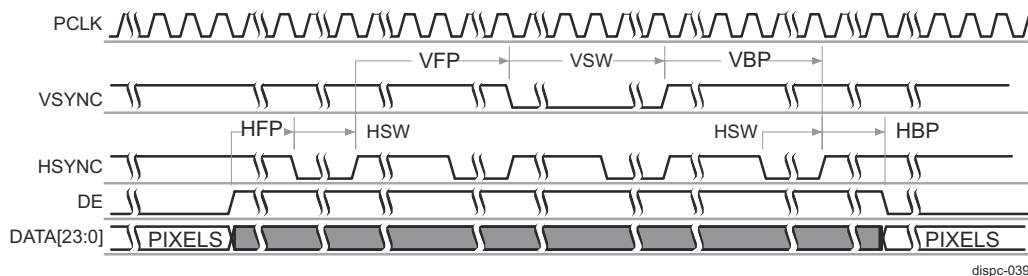 PCLK
VFP VSW VBP
VSYNC
HFP HSW HSW HBP
HSYNC
DE
DATA[23:0] PIXELS PIXELS
dispc-039